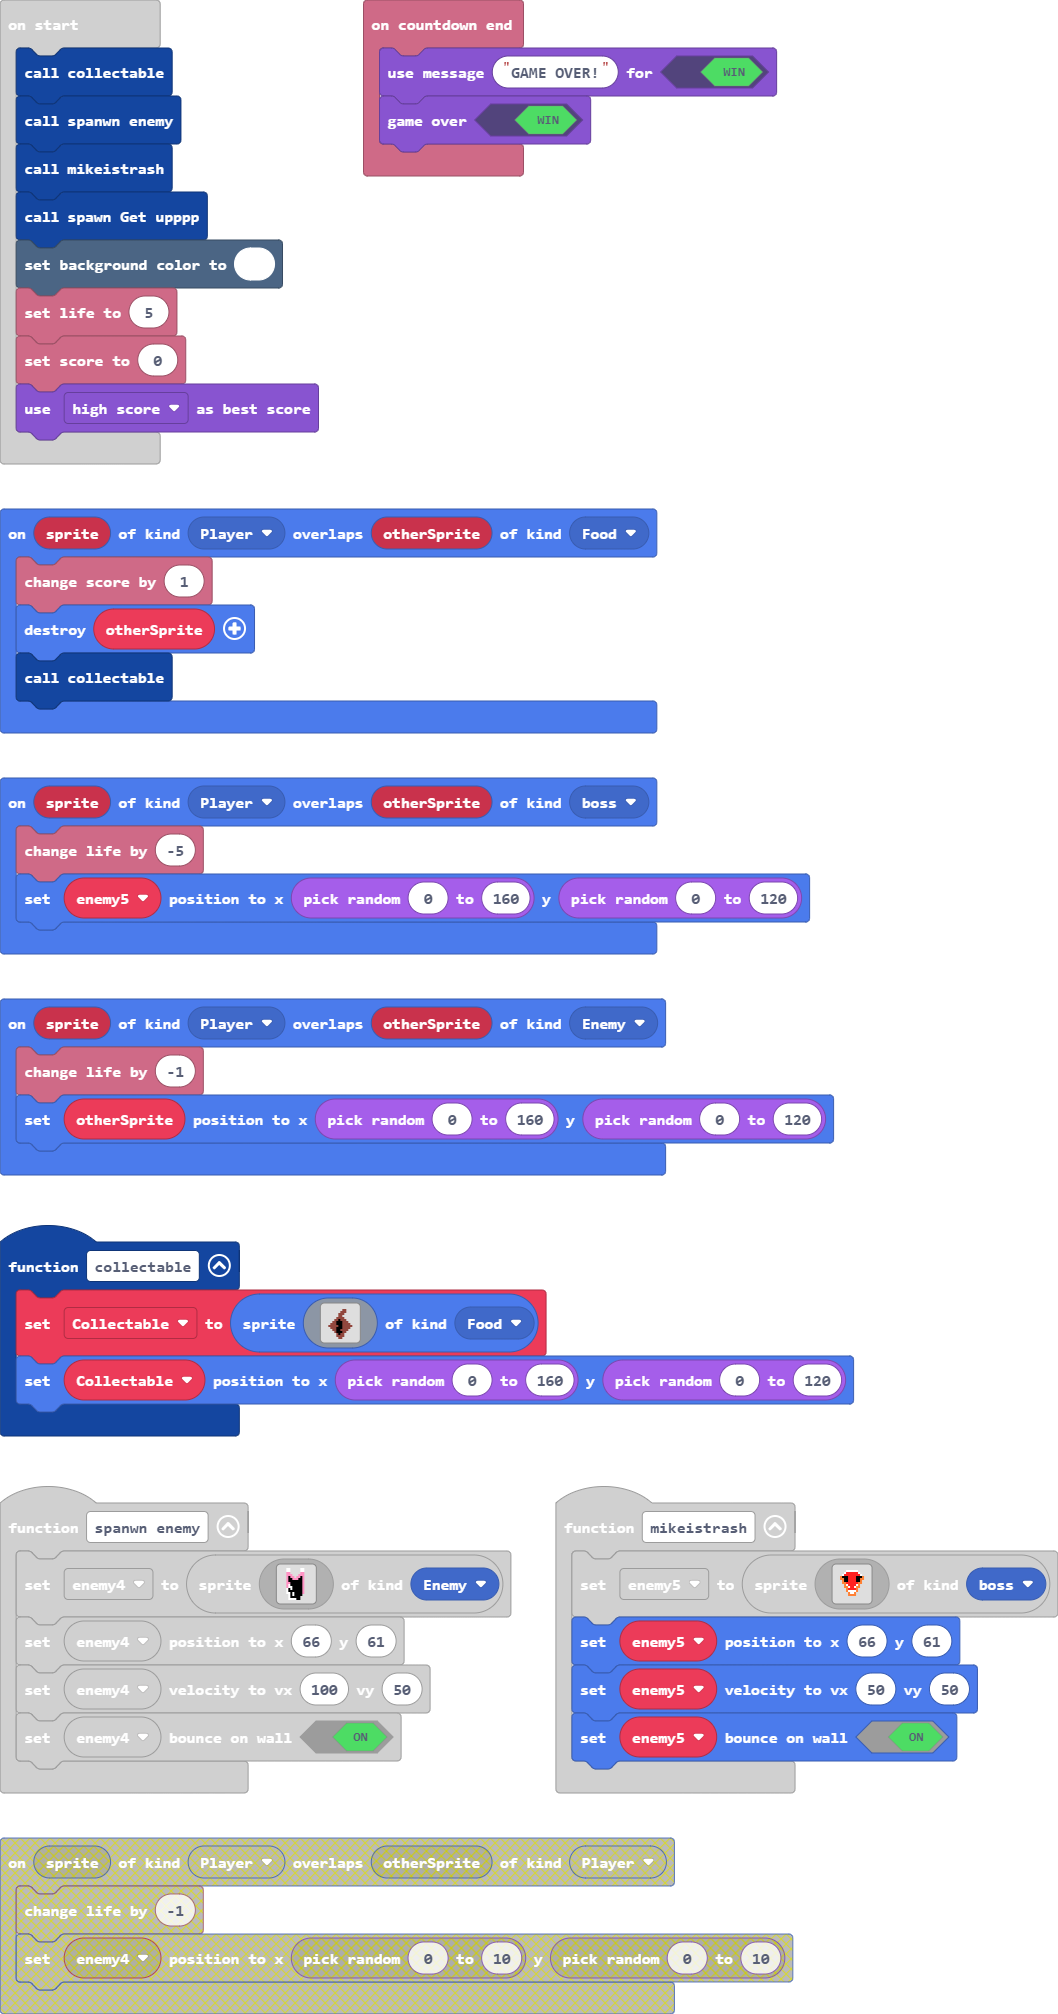 on start
call collectable
call spanwn enemy
call mikeistrash
call spawn Get upppp
set background color to
set life to 5
set score to 0
use high score as best score
on countdown end
use message "GAME OVER!" for WIN
game over WIN
on sprite of kind Player overlaps otherSprite of kind Food
change score by 1
destroy otherSprite
call collectable
on sprite of kind Player overlaps otherSprite of kind boss
change life by -5
set enemy5 position to x pick random 0 to 160 y pick random 0 to 120
on sprite of kind Player overlaps otherSprite of kind Enemy
change life by -1
set otherSprite position to x pick random 0 to 160 y pick random 0 to 120
function collectable
set Collectable to sprite of kind Food
set Collectable position to x pick random 0 to 160 y pick random 0 to 120
function spanwn enemy
set enemy4 to sprite of kind Enemy
set enemy4 position to x 66 y 61
set enemy4 velocity to vx 100 vy 50
set enemy4 bounce on wall ON
function mikeistrash
set enemy5 to sprite of kind boss
set enemy5 position to x 66 y 61
set enemy5 velocity to vx 50 vy 50
set enemy5 bounce on wall ON
on sprite of kind Player overlaps otherSprite of kind Player
change life by -1
set enemy4 position to x pick random 0 to 10 y pick random 0 to 10